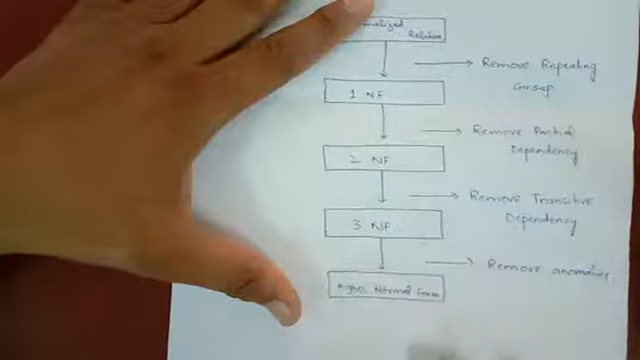 Relation
Remove Repeating
Group
1 NF
Remove Partial
Dependency
2 NF
Remove Transitive
Dependency
3 NF
Remove anomalies
Higher Normal Form